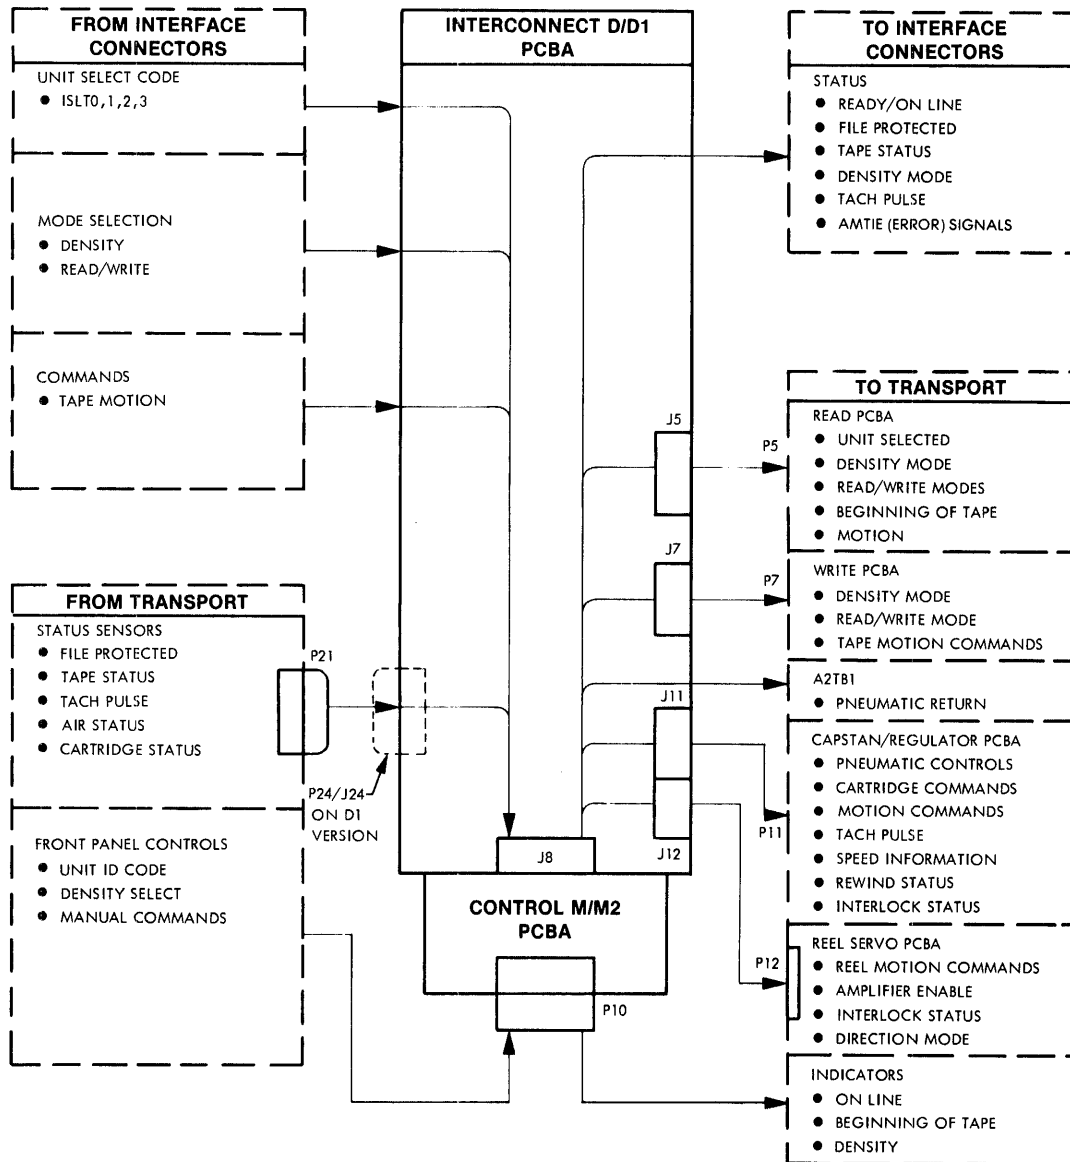 FROM INTERFACE
CONNECTORS
UNIT SELECT CODE
● ISLT0,1,2,3
MODE SELECTION
● DENSITY
● READ/WRITE
COMMANDS
● TAPE MOTION
FROM TRANSPORT
STATUS SENSORS
● FILE PROTECTED
● TAPE STATUS
● TACH PULSE
● AIR STATUS
● CARTRIDGE STATUS
P21
P24/J24
ON D1
VERSION
FRONT PANEL CONTROLS
● UNIT ID CODE
● DENSITY SELECT
● MANUAL COMMANDS
INTERCONNECT D/D1
PCBA
J5
J7
J11
J12
J8
CONTROL M/M2
PCBA
P10
P5
P7
P11
P12
TO INTERFACE
CONNECTORS
STATUS
● READY/ON LINE
● FILE PROTECTED
● TAPE STATUS
● DENSITY MODE
● TACH PULSE
● AMTIE (ERROR) SIGNALS
TO TRANSPORT
READ PCBA
● UNIT SELECTED
● DENSITY MODE
● READ/WRITE MODES
● BEGINNING OF TAPE
● MOTION
WRITE PCBA
● DENSITY MODE
● READ/WRITE MODE
● TAPE MOTION COMMANDS
A2TB1
● PNEUMATIC RETURN
CAPSTAN/REGULATOR PCBA
● PNEUMATIC CONTROLS
● CARTRIDGE COMMANDS
● MOTION COMMANDS
● TACH PULSE
● SPEED INFORMATION
● REWIND STATUS
● INTERLOCK STATUS
REEL SERVO PCBA
● REEL MOTION COMMANDS
● AMPLIFIER ENABLE
● INTERLOCK STATUS
● DIRECTION MODE
INDICATORS
● ON LINE
● BEGINNING OF TAPE
● DENSITY